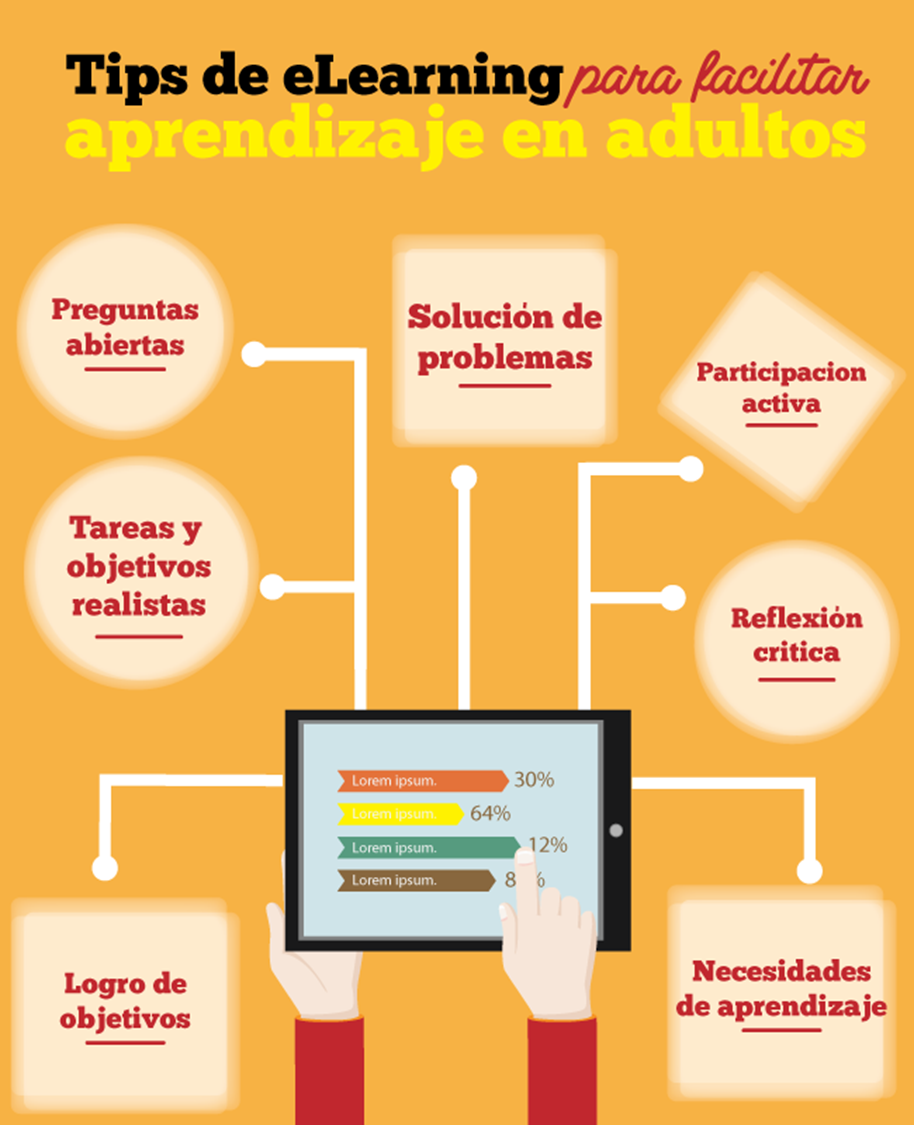 Tips de eLearning para facilitar
aprendizaje en adultos
Preguntas
abiertas
Solución de
problemas
Participacion
activa
Tareas y
objetivos
realistas
Reflexión
critica
Lorem ipsum. 30%
Lorem ipsum. 64%
Lorem ipsum. 12%
Lorem ipsum.
Logro de
objetivos
Necesidades
de aprendizaje